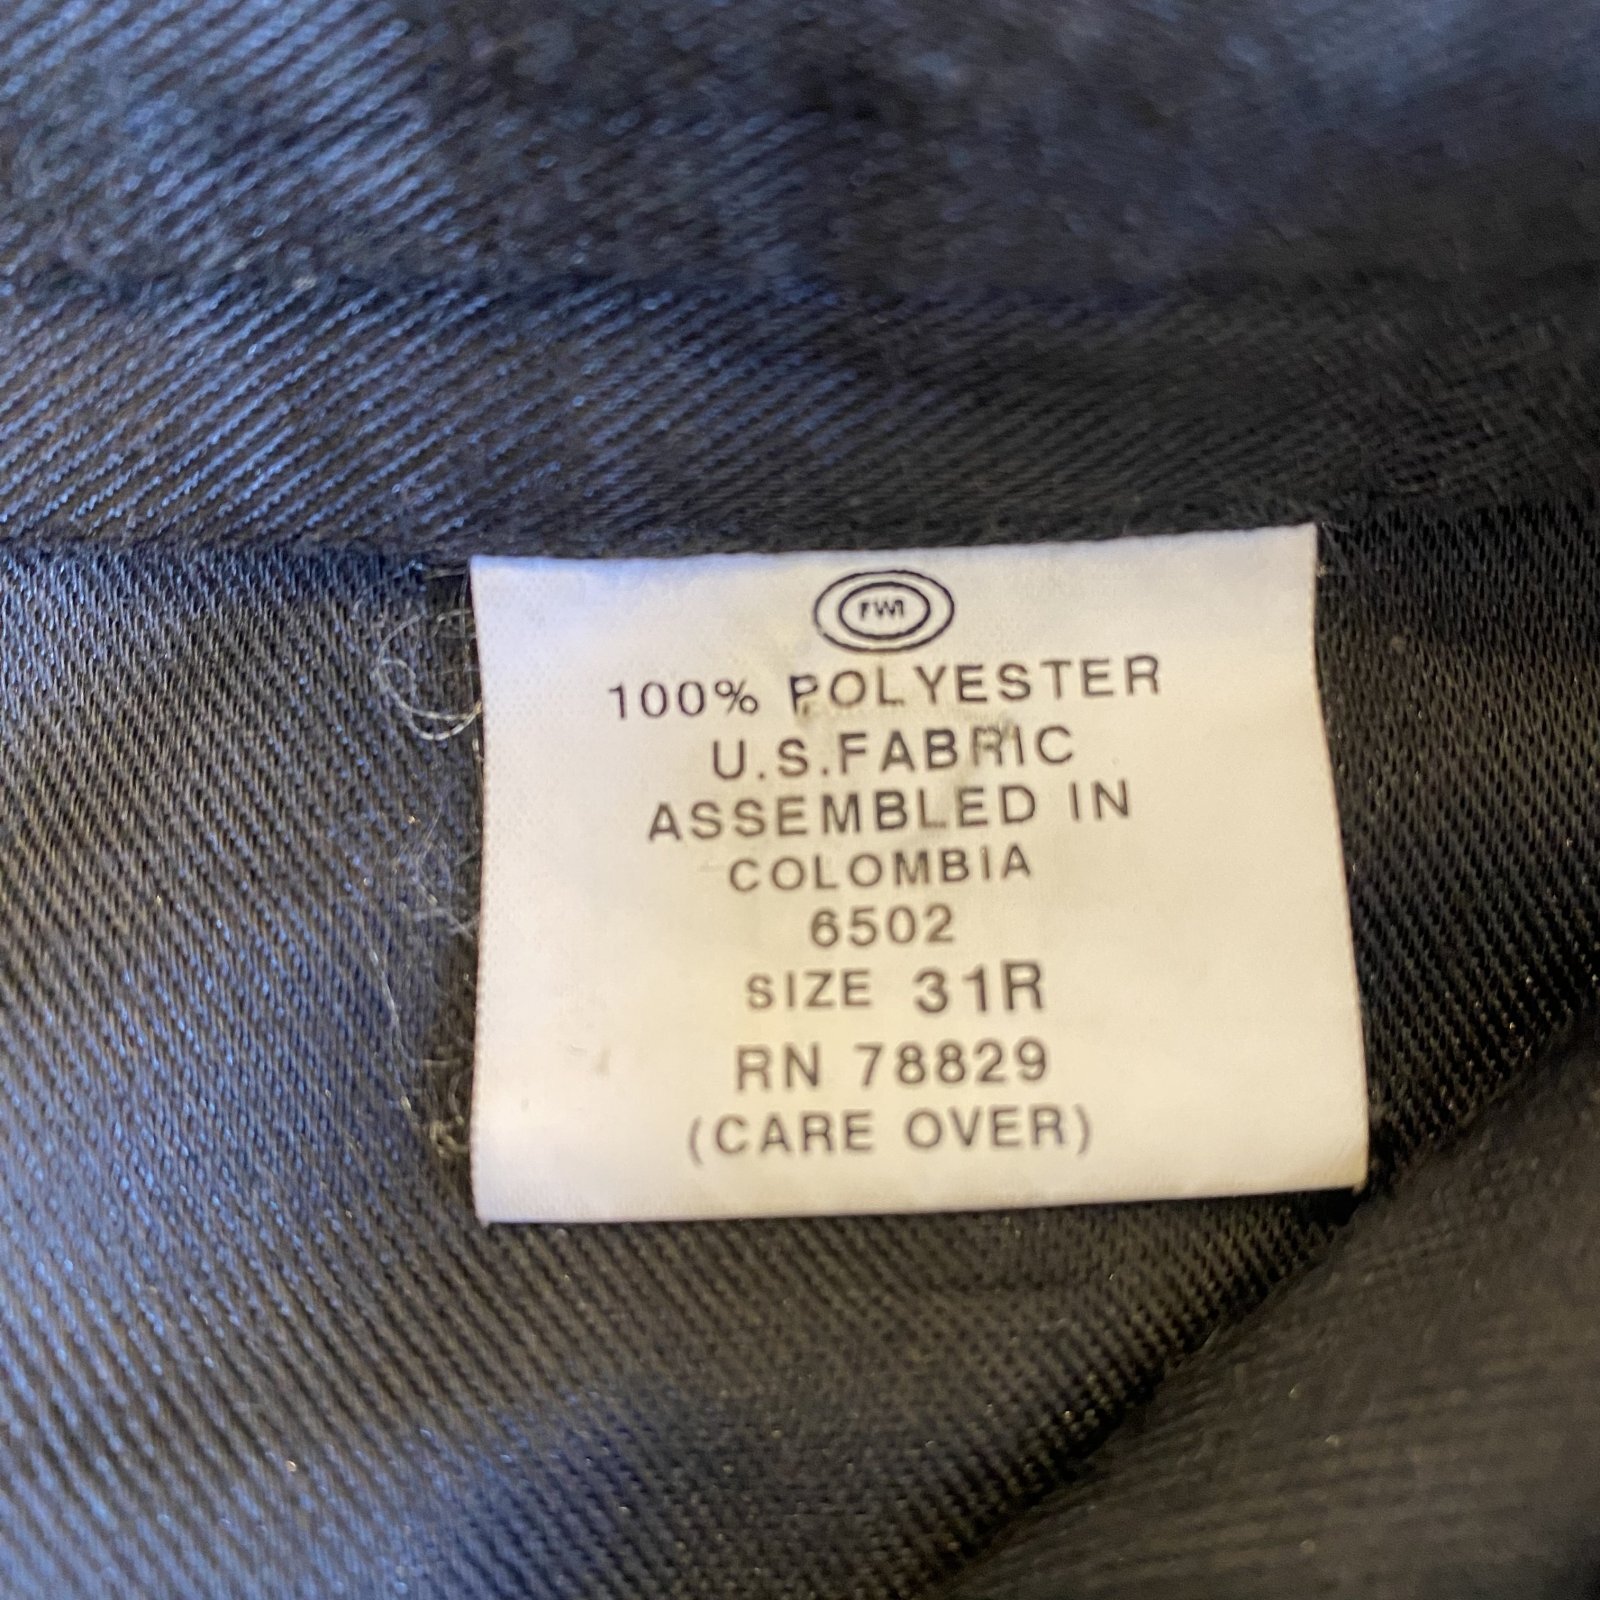 FWI
100% POLYESTER
U.S.FABRIC
ASSEMBLED IN
COLOMBIA
6502
SIZE 31R
RN 78829
(CARE OVER)